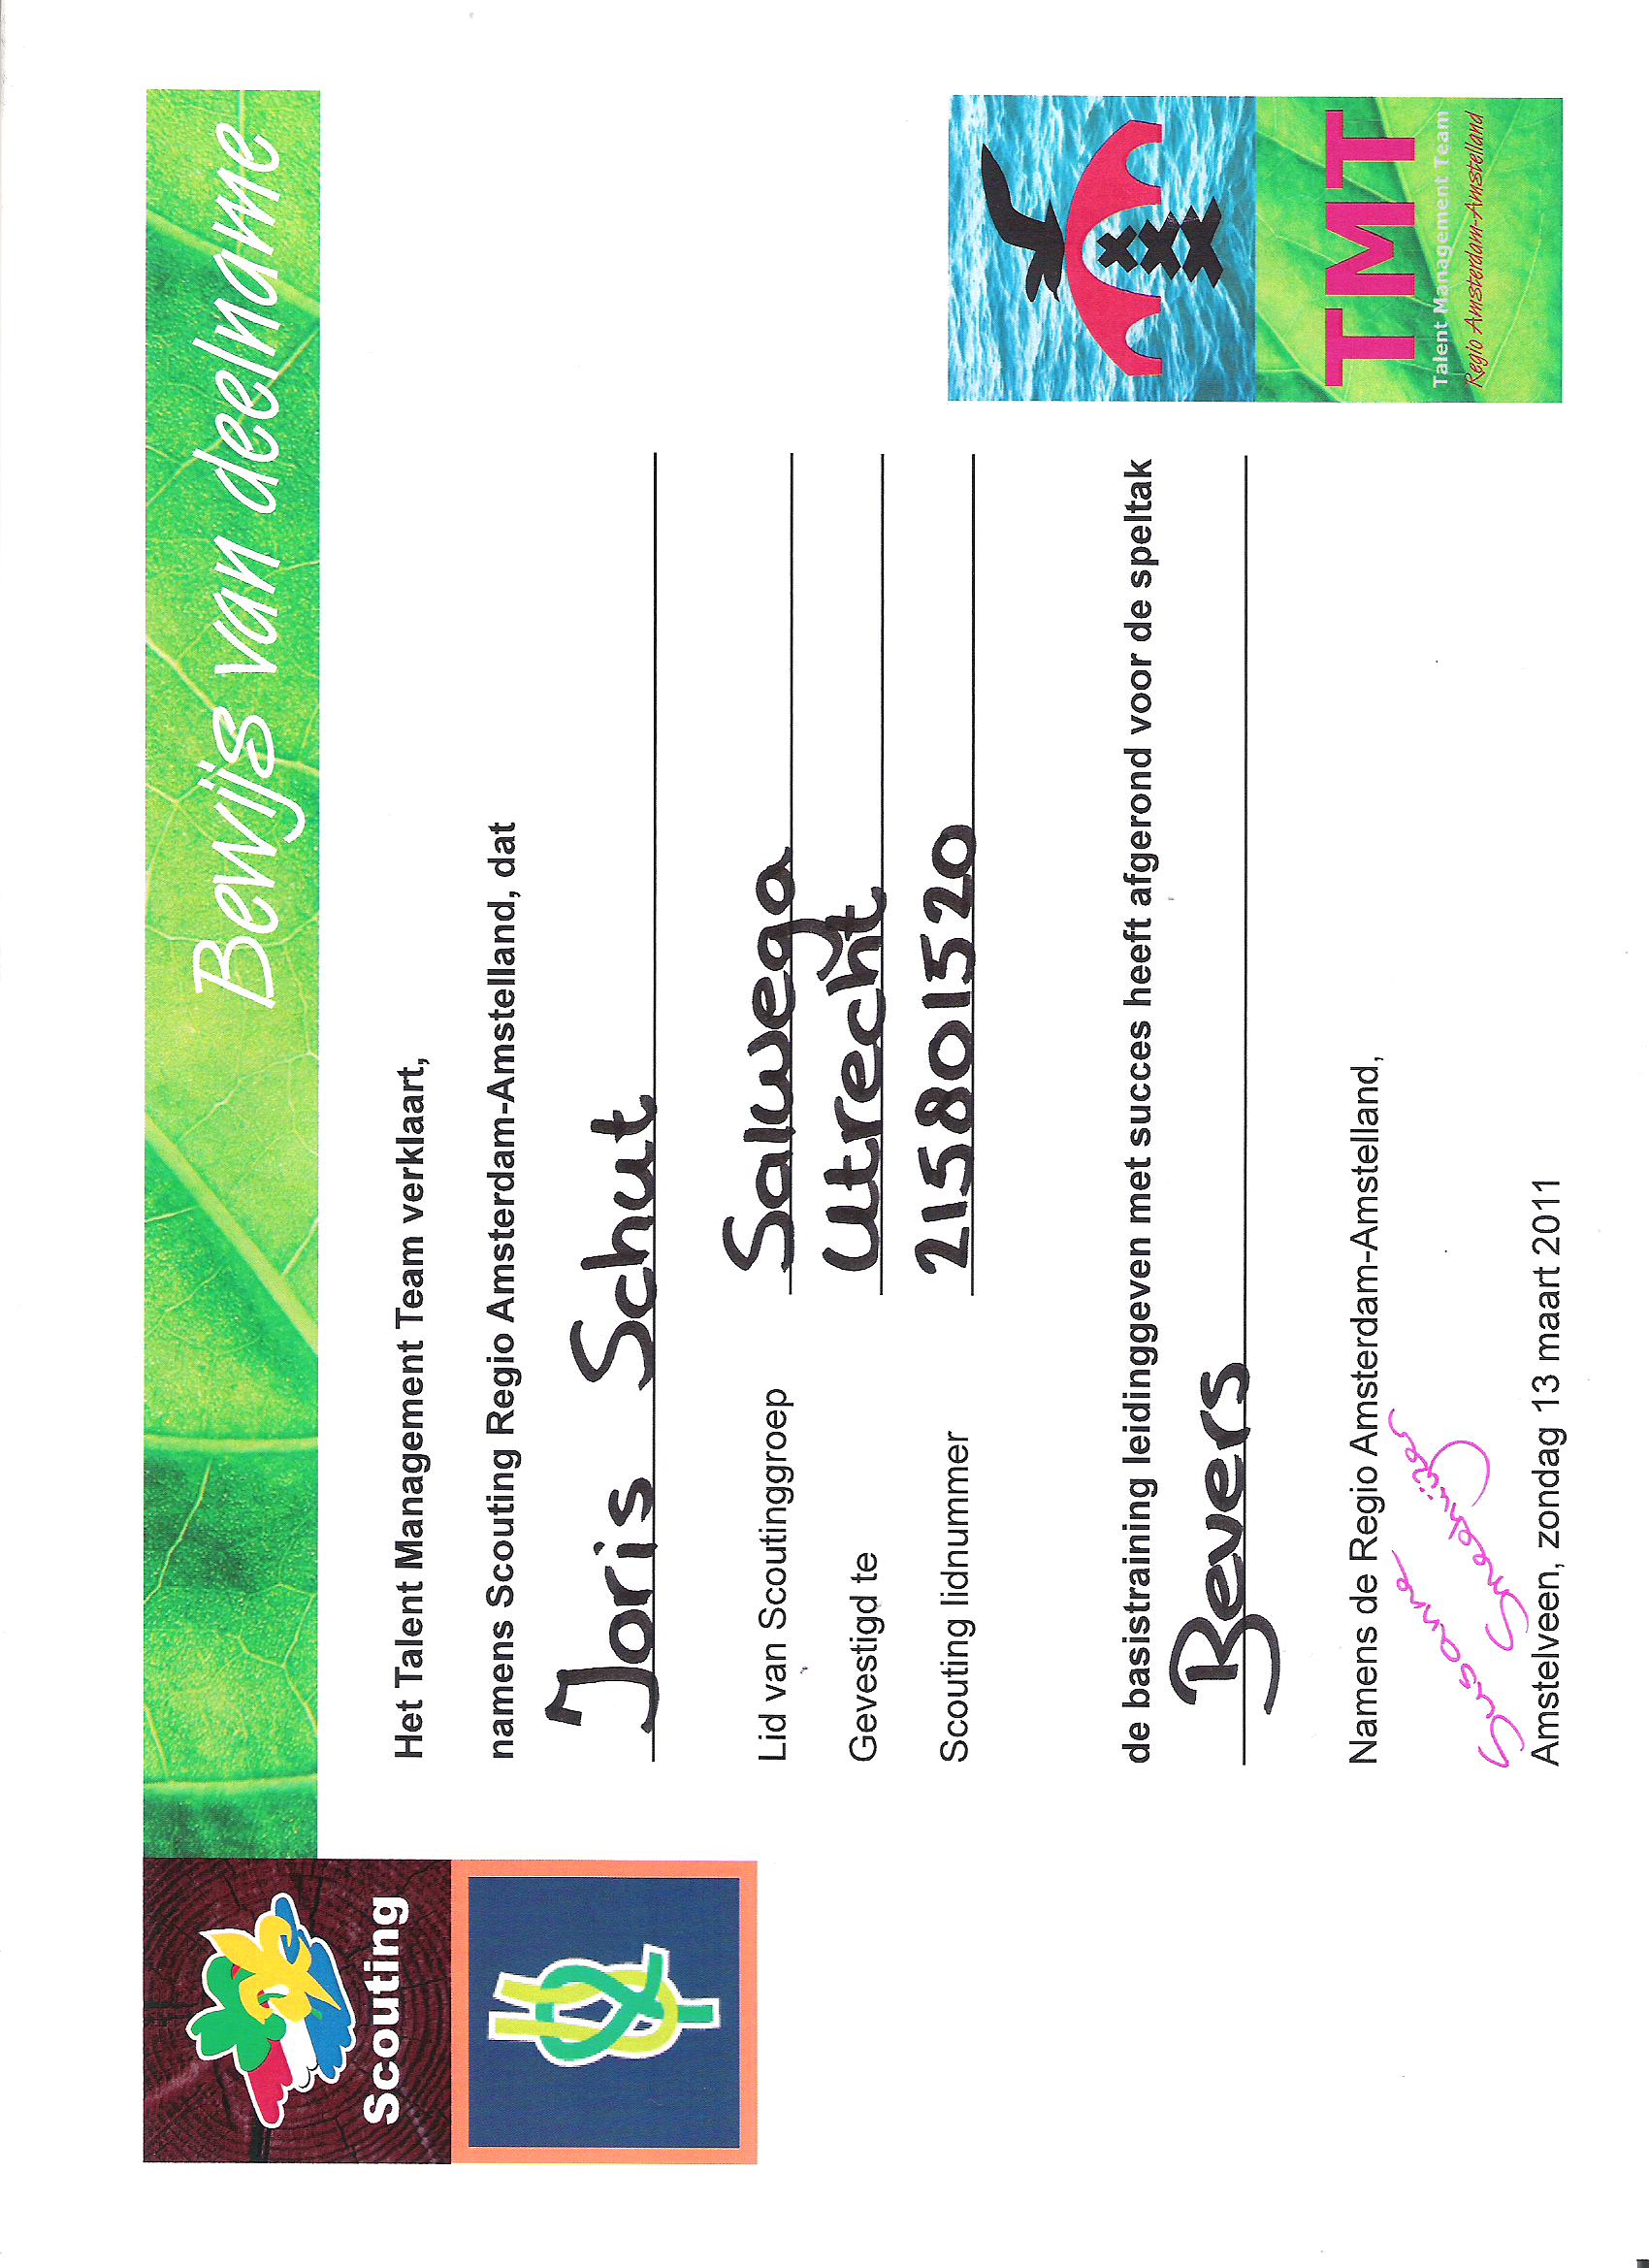 Bewijs van deelname
Scouting
Het Talent Management Team verklaart,
namens Scouting Regio Amsterdam-Amstelland, dat
Joris Schut
Lid van Scoutinggroep Salwega
Gevestigd te Utrecht
Scouting lidnummer 215801520
de basistraining leidinggeven met succes heeft afgerond voor de speltak
Bevers
Namens de Regio Amsterdam-Amstelland,
Susanne
Amstelveen, zondag 13 maart 2011
TMT
Talent Management Team
Regio Amsterdam-Amstelland